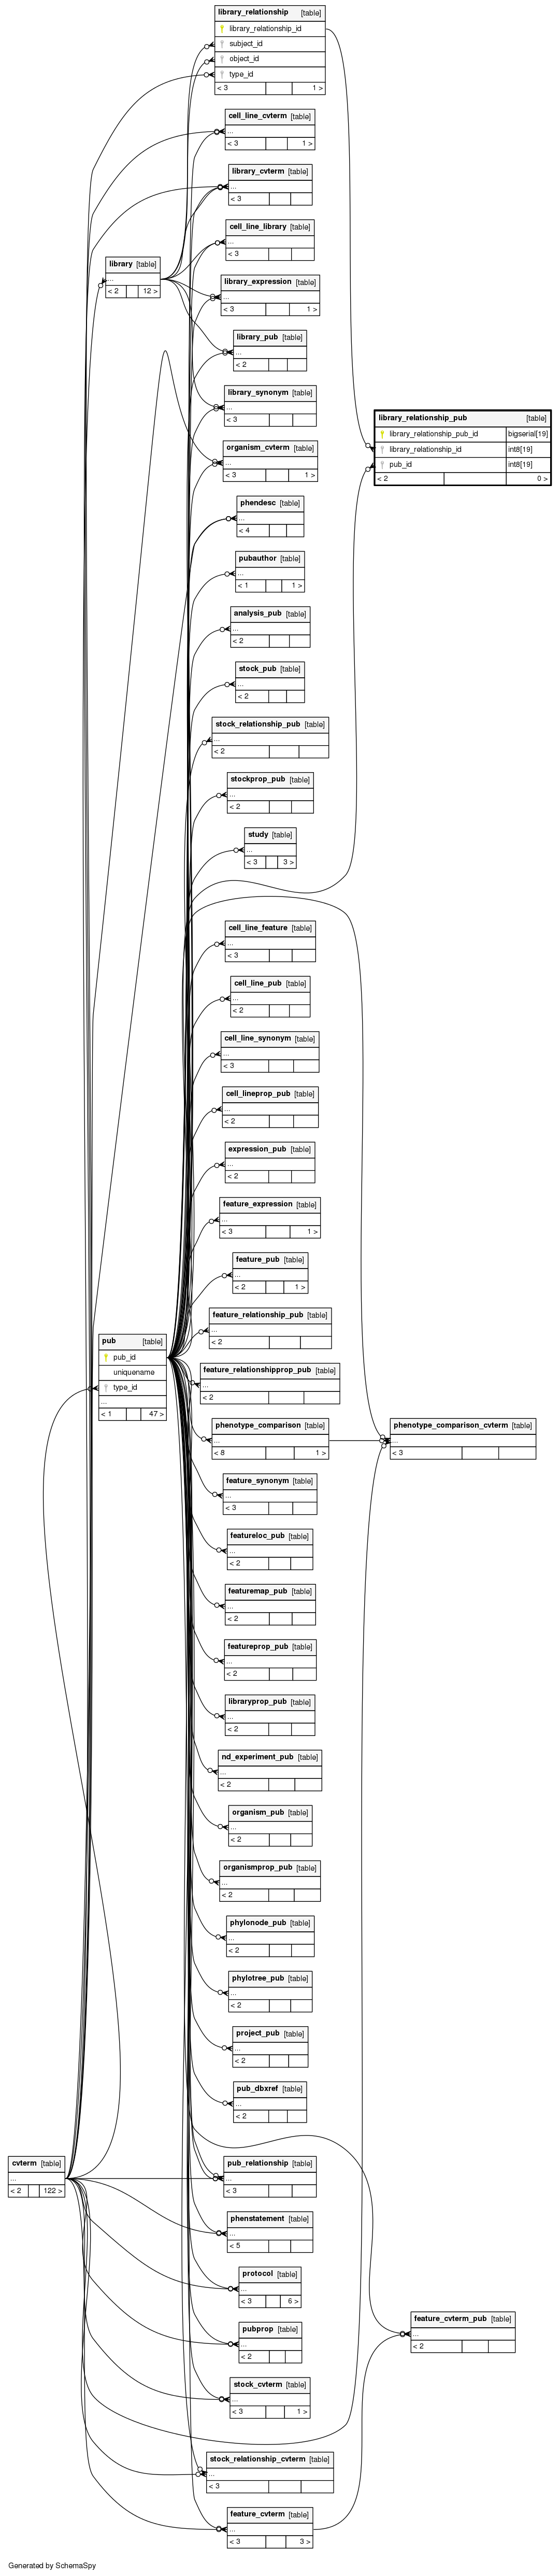 library_relationship [table]
library_relationship_id
subject_id
object_id
type_id
< 3 1 >
cell_line_cvterm [table]
...
< 3 1 >
library_cvterm [table]
...
< 3
cell_line_library [table]
...
< 3
library [table]
...
< 2 12 >
library_expression [table]
...
< 3 1 >
library_pub [table]
...
< 2
library_synonym [table]
...
< 3
library_relationship_pub [table]
library_relationship_pub_id bigserial[19]
library_relationship_id int8[19]
pub_id int8[19]
< 2 0 >
organism_cvterm [table]
...
< 3 1 >
phendesc [table]
...
< 4
pubauthor [table]
...
< 1 1 >
analysis_pub [table]
...
< 2
stock_pub [table]
...
< 2
stock_relationship_pub [table]
...
< 2
stockprop_pub [table]
...
< 2
study [table]
...
< 3 3 >
cell_line_feature [table]
...
< 3
cell_line_pub [table]
...
< 2
cell_line_synonym [table]
...
< 3
cell_lineprop_pub [table]
...
< 2
expression_pub [table]
...
< 2
feature_expression [table]
...
< 3 1 >
feature_pub [table]
...
< 2 1 >
feature_relationship_pub [table]
...
< 2
pub [table]
pub_id
uniquename
type_id
...
< 1 47 >
feature_relationshipprop_pub [table]
...
< 2
phenotype_comparison [table]
...
< 8 1 >
phenotype_comparison_cvterm [table]
...
< 3
feature_synonym [table]
...
< 3
featureloc_pub [table]
...
< 2
featuremap_pub [table]
...
< 2
featureprop_pub [table]
...
< 2
libraryprop_pub [table]
...
< 2
nd_experiment_pub [table]
...
< 2
organism_pub [table]
...
< 2
organismprop_pub [table]
...
< 2
phylonode_pub [table]
...
< 2
phylotree_pub [table]
...
< 2
project_pub [table]
...
< 2
pub_dbxref [table]
...
< 2
cvterm [table]
...
< 2 122 >
pub_relationship [table]
...
< 3
phenstatement [table]
...
< 5
protocol [table]
...
< 3 6 >
pubprop [table]
...
< 2
feature_cvterm_pub [table]
...
< 2
stock_cvterm [table]
...
< 3 1 >
stock_relationship_cvterm [table]
...
< 3
feature_cvterm [table]
...
< 3 3 >
Generated by SchemaSpy